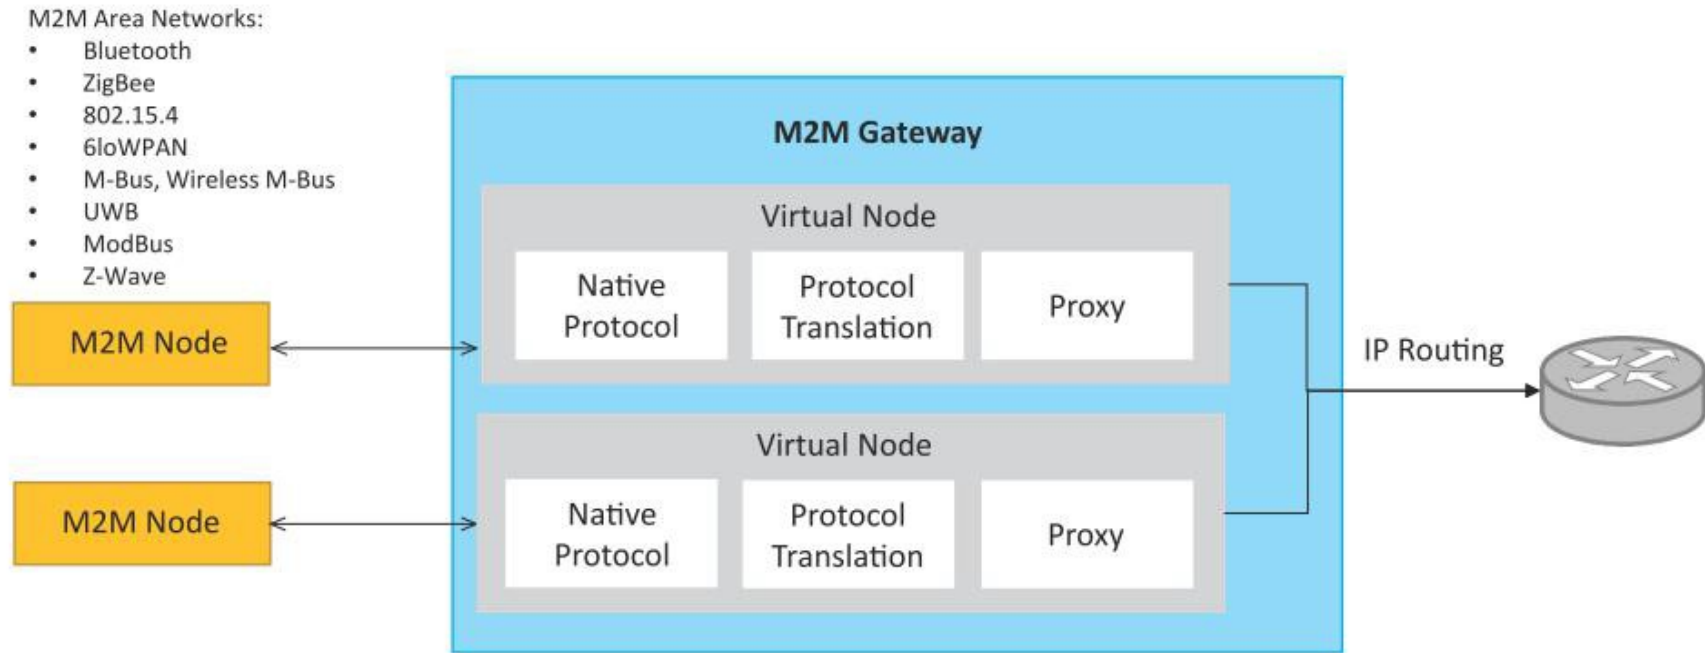 M2M Area Networks:
• Bluetooth
• ZigBee
• 802.15.4
• 6loWPAN
• M-Bus, Wireless M-Bus
• UWB
• ModBus
• Z-Wave
M2M Gateway
Virtual Node
Native
Protocol
Protocol
Translation
Proxy
M2M Node
IP Routing
Virtual Node
Native
Protocol
Protocol
Translation
Proxy
M2M Node